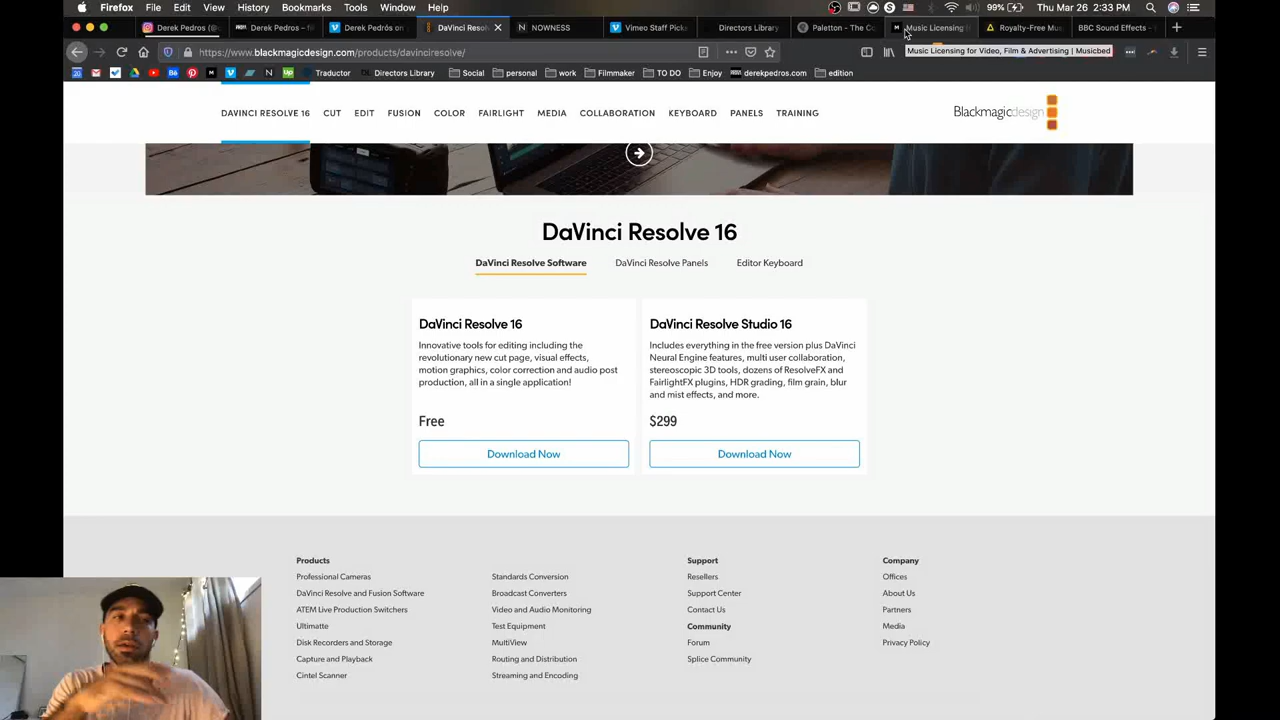 Firefox File Edit View History Bookmarks Tools Window Help
99% Thu Mar 26 2:33 PM
Derek Pedros (@
Derek Pedros – fil
Derek Pedrós on
DaVinci Resol
NOWNESS
Vimeo Staff Picks
Directors Library
Paletton - The Co
Music Licensing f
Royalty-Free Mus
BBC Sound Effects -
https://www.blackmagicdesign.com/products/davinciresolve/
Music Licensing for Video, Film & Advertising | Musicbed
Traductor Directors Library Social personal work Filmmaker TO DO Enjoy derekpedros.com edition
DAVINCI RESOLVE 16 CUT EDIT FUSION COLOR FAIRLIGHT MEDIA COLLABORATION KEYBOARD PANELS TRAINING
Blackmagicdesign
DaVinci Resolve 16
DaVinci Resolve Software DaVinci Resolve Panels Editor Keyboard
DaVinci Resolve 16
Innovative tools for editing including the
revolutionary new cut page, visual effects,
motion graphics, color correction and audio post
production, all in a single application!
Free
Download Now
DaVinci Resolve Studio 16
Includes everything in the free version plus DaVinci
Neural Engine features, multi user collaboration,
stereoscopic 3D tools, dozens of ResolveFX and
FairlightFX plugins, HDR grading, film grain, blur
and mist effects, and more.
$299
Download Now
Products
Professional Cameras
DaVinci Resolve and Fusion Software
ATEM Live Production Switchers
Ultimatte
Disk Recorders and Storage
Capture and Playback
Cintel Scanner
Standards Conversion
Broadcast Converters
Video and Audio Monitoring
Test Equipment
MultiView
Routing and Distribution
Streaming and Encoding
Support
Resellers
Support Center
Contact Us
Community
Forum
Splice Community
Company
Offices
About Us
Partners
Media
Privacy Policy